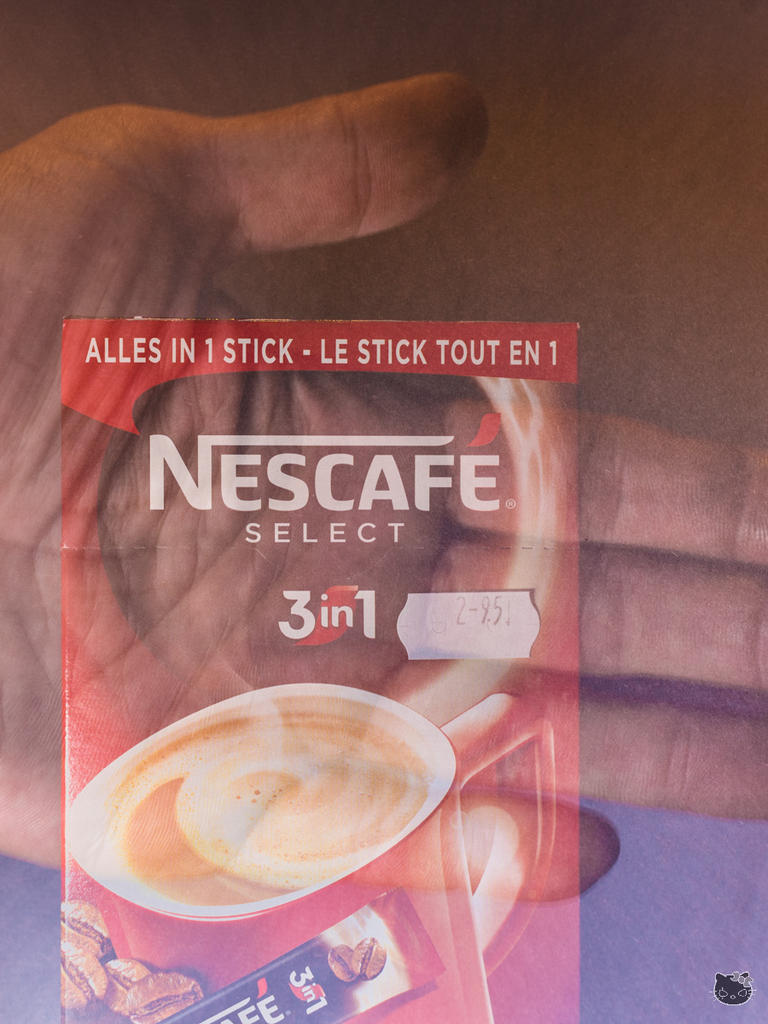 ALLES IN 1 STICK - LE STICK TOUT EN 1
NESCAFÉ®
SELECT
3in1
3in1